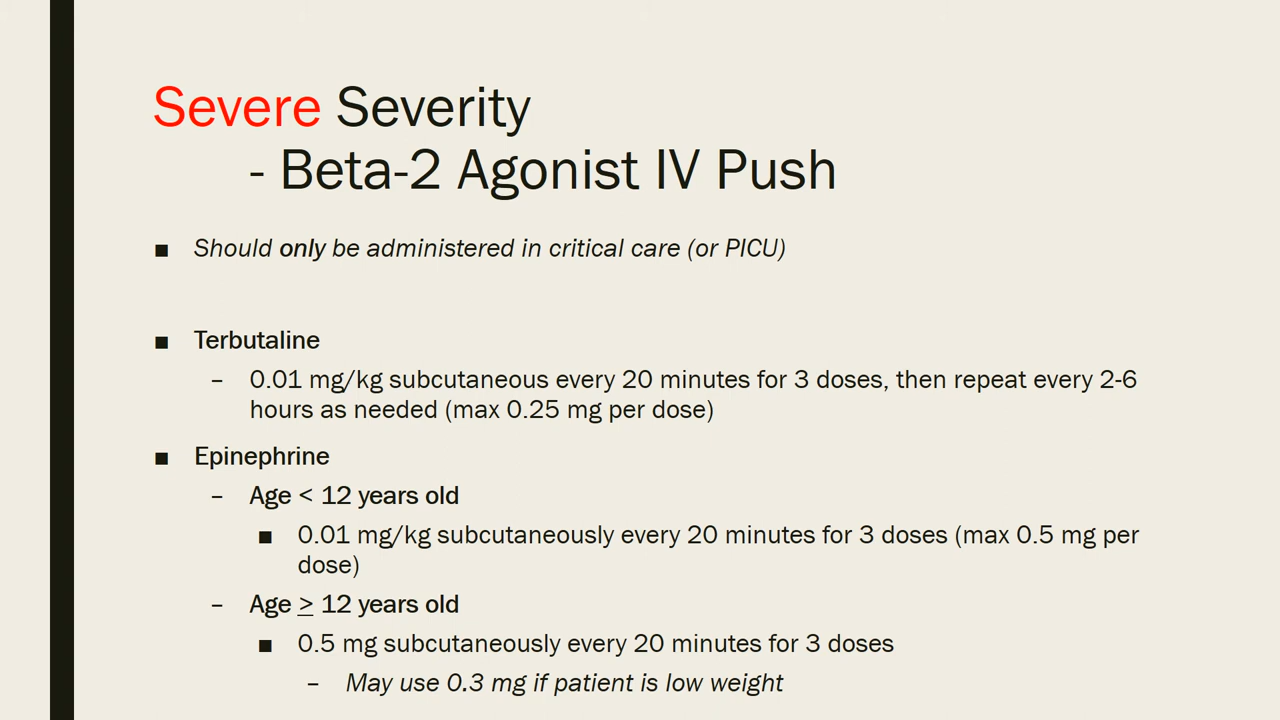 Severe Severity
- Beta-2 Agonist IV Push
■ Should only be administered in critical care (or PICU)
■ Terbutaline
– 0.01 mg/kg subcutaneous every 20 minutes for 3 doses, then repeat every 2-6
hours as needed (max 0.25 mg per dose)
■ Epinephrine
– Age < 12 years old
■ 0.01 mg/kg subcutaneously every 20 minutes for 3 doses (max 0.5 mg per
dose)
– Age ≥ 12 years old
■ 0.5 mg subcutaneously every 20 minutes for 3 doses
– May use 0.3 mg if patient is low weight